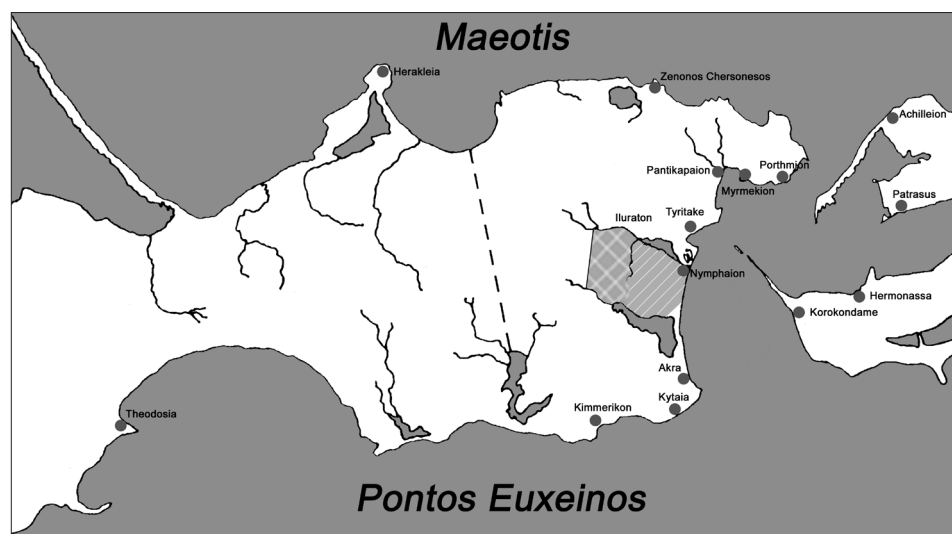 Maeotis
Herakleia
Zenonos Chersonesos
Achilleion
Pantikapaion
Porthmion
Myrmekion
Patrasus
Tyritake
Iluraton
Nymphaion
Hermonassa
Korokondame
Akra
Kytaia
Kimmerikon
Theodosia
Pontos Euxeinos